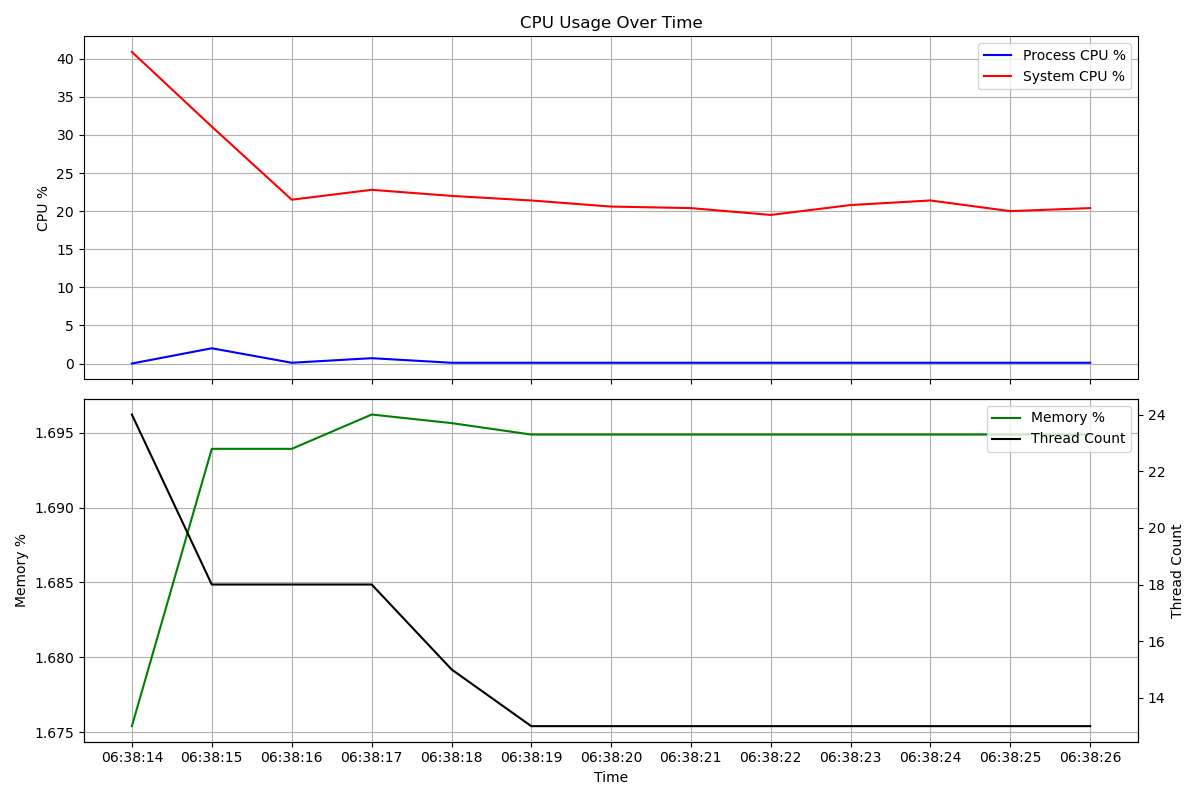 CPU Usage Over Time
Process CPU %
System CPU %
CPU %
40
35
30
25
20
15
10
5
0
Memory %
Thread Count
Memory %
1.695
1.690
1.685
1.680
1.675
24
22
20
18
16
14
Thread Count
06:38:14 06:38:15 06:38:16 06:38:17 06:38:18 06:38:19 06:38:20 06:38:21 06:38:22 06:38:23 06:38:24 06:38:25 06:38:26
Time